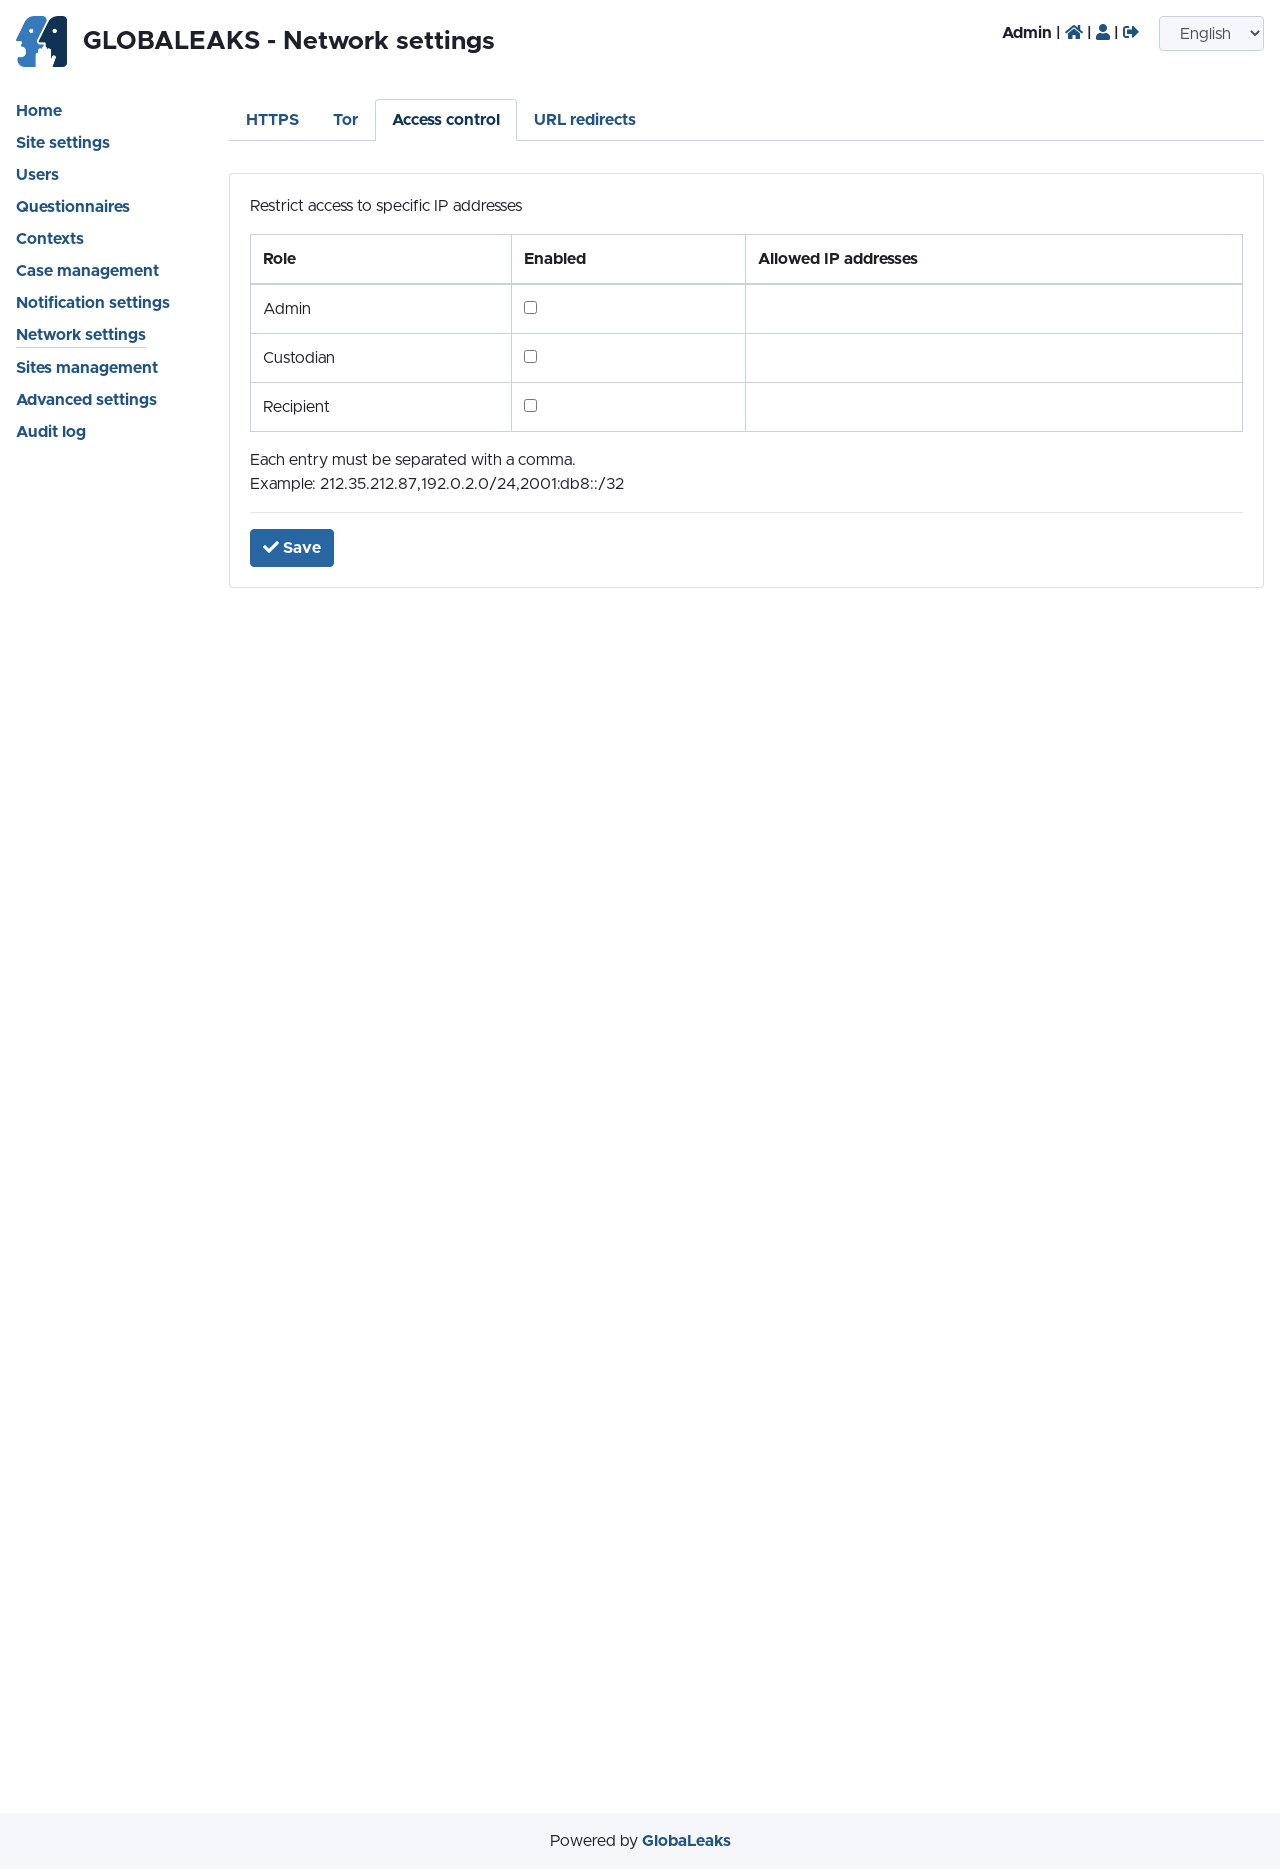 GLOBALEAKS - Network settings
Admin | | |
English
Home
Site settings
Users
Questionnaires
Contexts
Case management
Notification settings
Network settings
Sites management
Advanced settings
Audit log
HTTPS Tor Access control URL redirects
Restrict access to specific IP addresses
Role Enabled Allowed IP addresses
Admin
Custodian
Recipient
Each entry must be separated with a comma.
Example: 212.35.212.87,192.0.2.0/24,2001:db8::/32
Save
Powered by GlobaLeaks